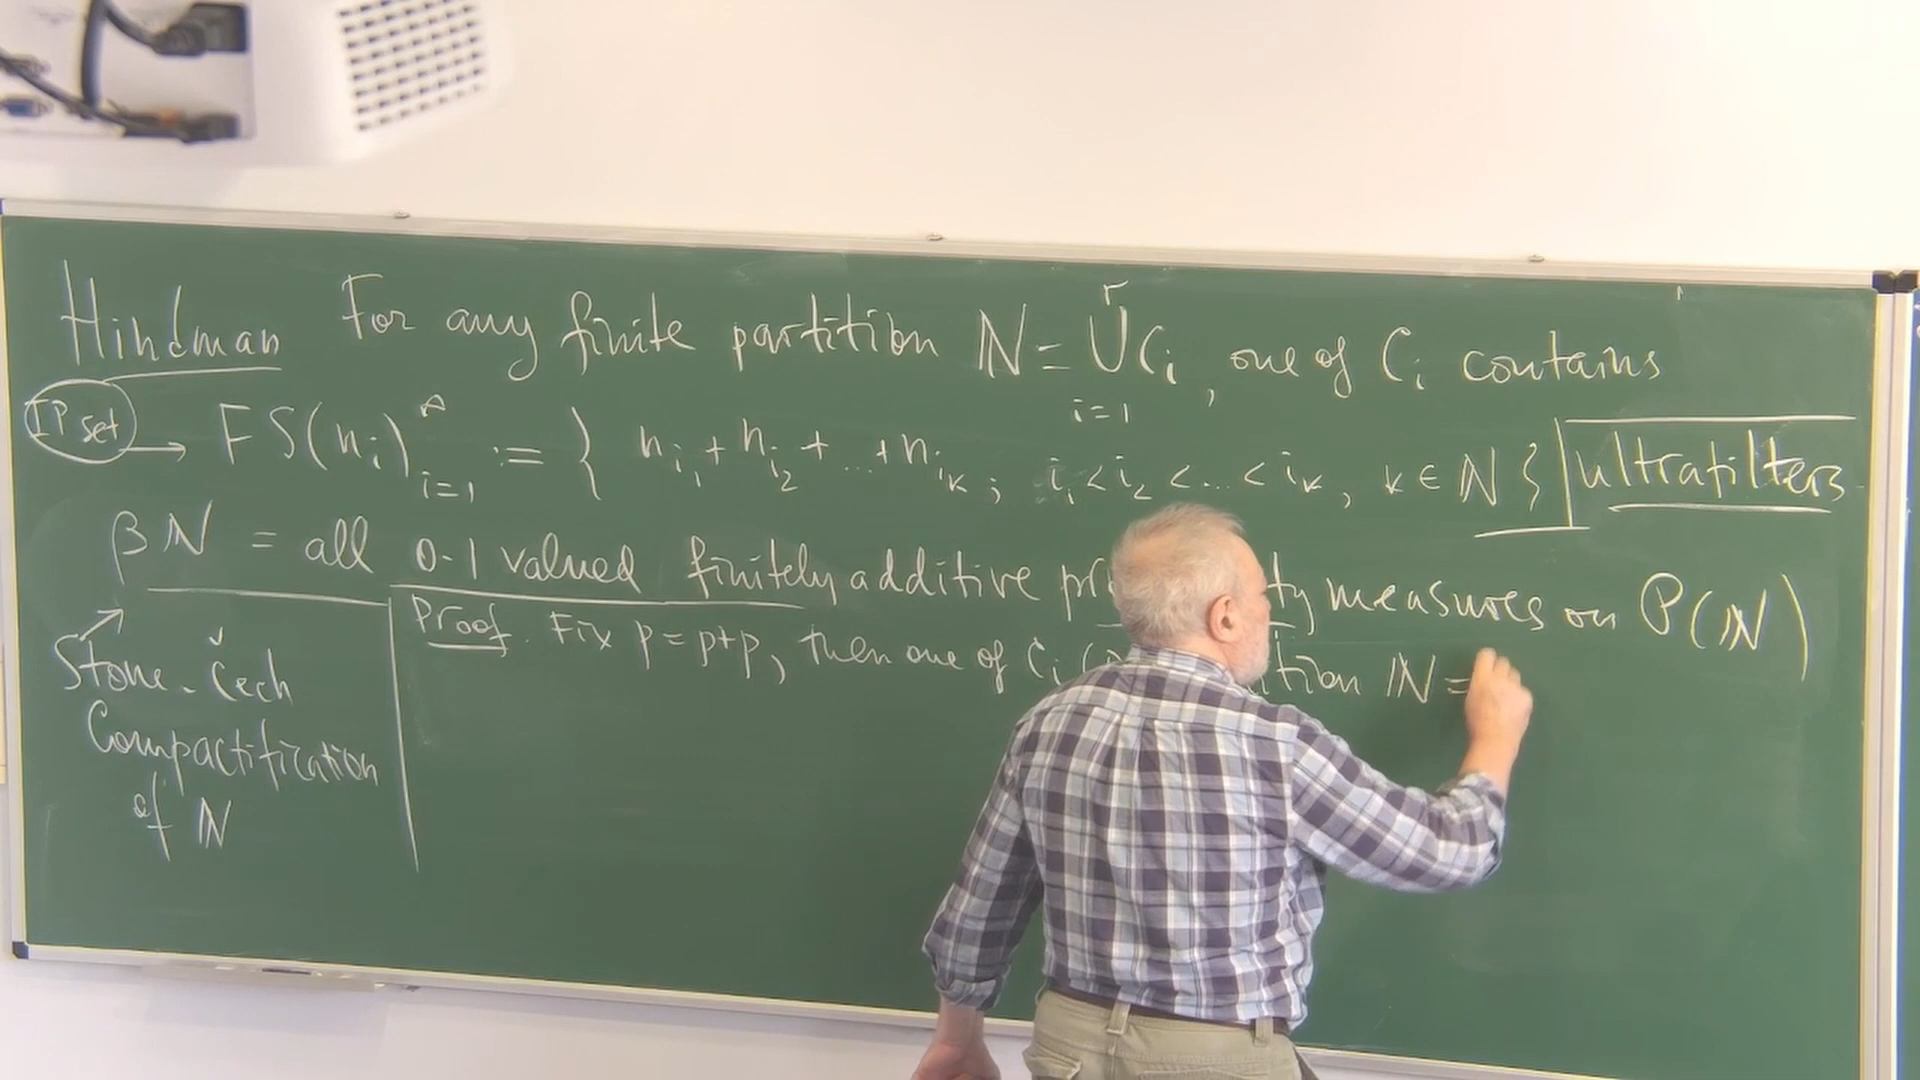 Hindman For any finite partition ℕ = ⋃_{i=1}^{r} C_i, one of C_i contains
IP set → FS(n_i)_{i=1}^{∞} := { n_{i_1} + n_{i_2} + ... + n_{i_k} ; i_1 < i_2 < ... < i_k, k ∈ ℕ } ultrafilters
βℕ = all 0-1 valued finitely additive measures on P(ℕ)
Proof. Fix p = p+p, then one of C_i ℕ =
Stone-Čech
Compactification
of ℕ